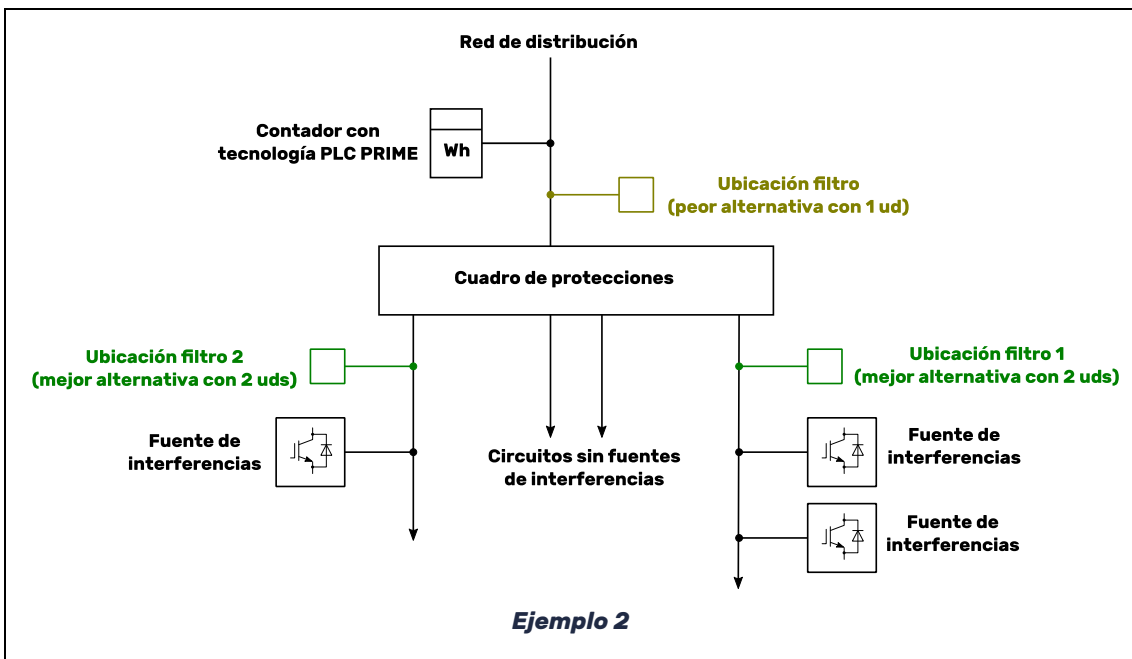 Red de distribución
Contador con
tecnología PLC PRIME
Wh
Ubicación filtro
(peor alternativa con 1 ud)
Cuadro de protecciones
Ubicación filtro 2
(mejor alternativa con 2 uds)
Ubicación filtro 1
(mejor alternativa con 2 uds)
Fuente de
interferencias
Circuitos sin fuentes
de interferencias
Fuente de
interferencias
Fuente de
interferencias
Ejemplo 2